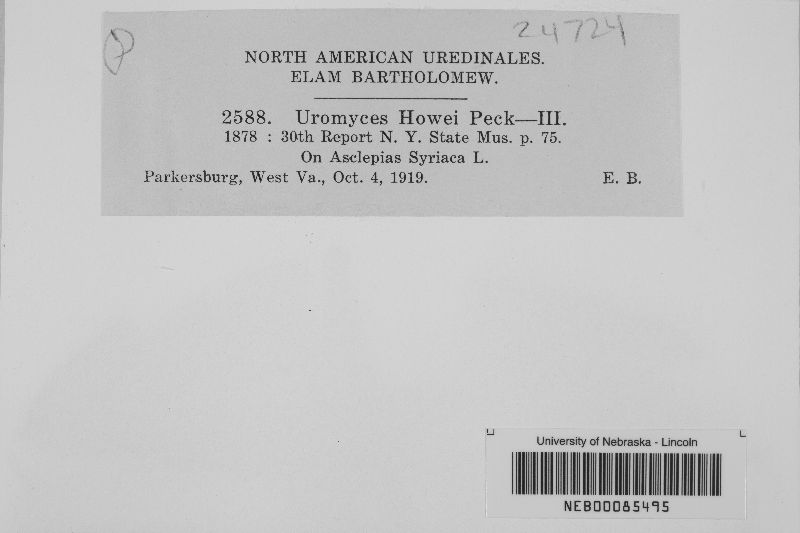 24724
NORTH AMERICAN UREDINALES.
ELAM BARTHOLOMEW.
2588. Uromyces Howei Peck—III.
1878 : 30th Report N. Y. State Mus. p. 75.
On Asclepias Syriaca L.
Parkersburg, West Va., Oct. 4, 1919. E. B.
University of Nebraska - Lincoln
NEB00085495